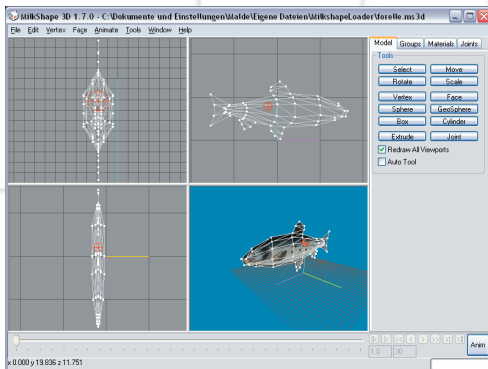 MilkShape 3D 1.7.0 - C:\Dokumente und Einstellungen\Malde\Eigene Dateien\MilkshapeLoader\forelle.ms3d
File Edit Vertex Face Animate Tools Window Help
Model Groups Materials Joints
Tools
Select Move
Rotate Scale
Vertex Face
Sphere GeoSphere
Box Cylinder
Extrude Joint
Redraw All Viewports
Auto Tool
1.0 30 Anim
x 0.000 y 19.836 z 11.751